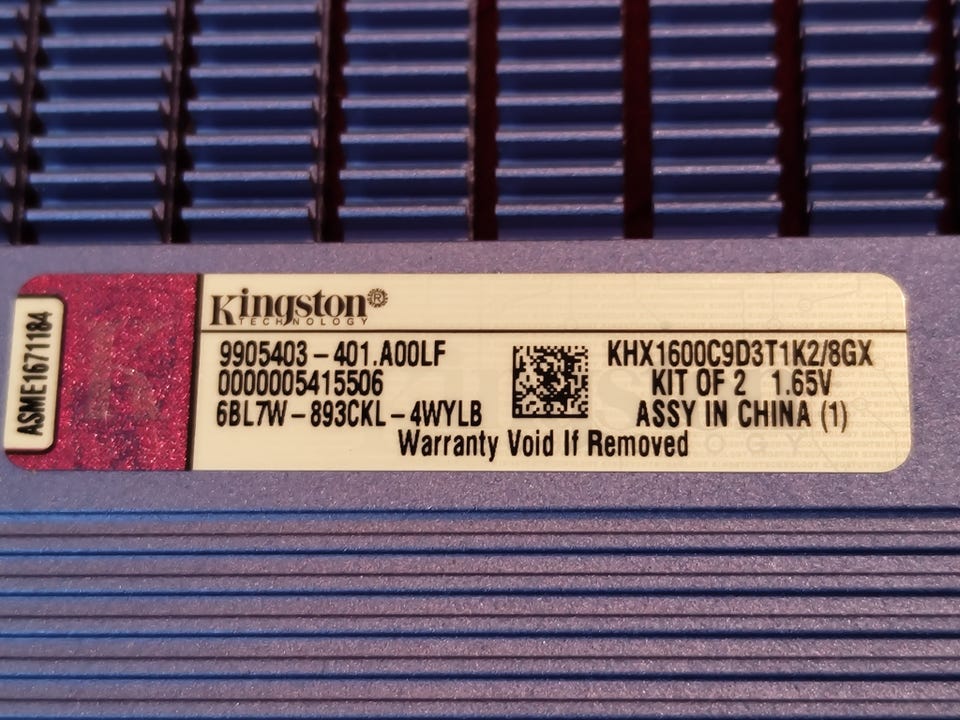 Kingston®
TECHNOLOGY
ASME1671184
9905403-401.A00LF
0000005415506
6BL7W-893CKL-4WYLB
KHX1600C9D3T1K2/8GX
KIT OF 2 1.65V
ASSY IN CHINA (1)
Warranty Void If Removed